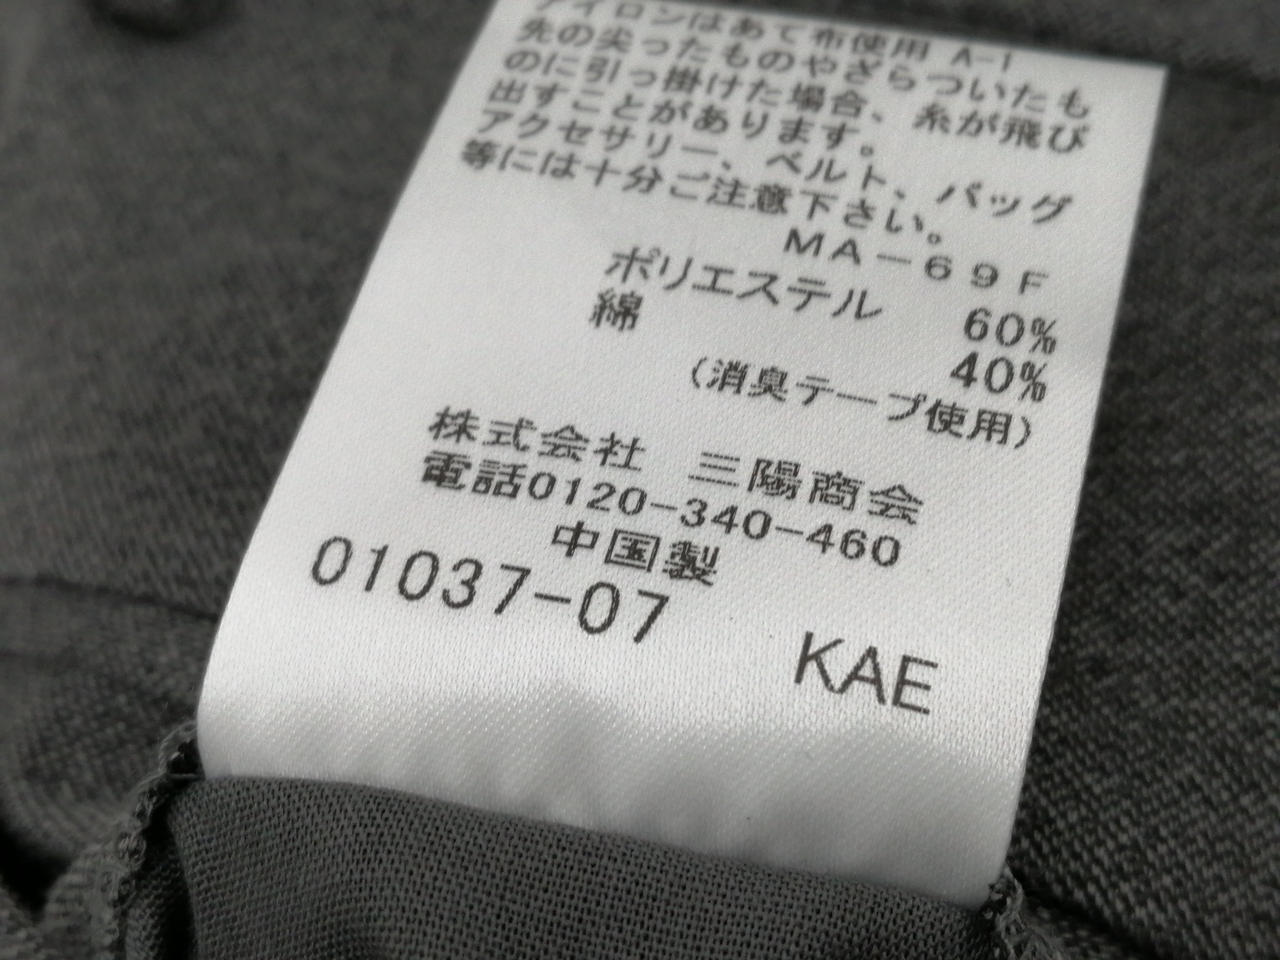 アイロンはあて布使用 A-1
先の尖ったものやざらついたも
のに引っ掛けた場合、糸が飛び
出すことがあります。
アクセサリー、ベルト、バッグ
等には十分ご注意下さい。
MA-69F
ポリエステル 60%
綿 40%
(消臭テープ使用)
株式会社 三陽商会
電話0120-340-460
中国製
01037-07 KAE